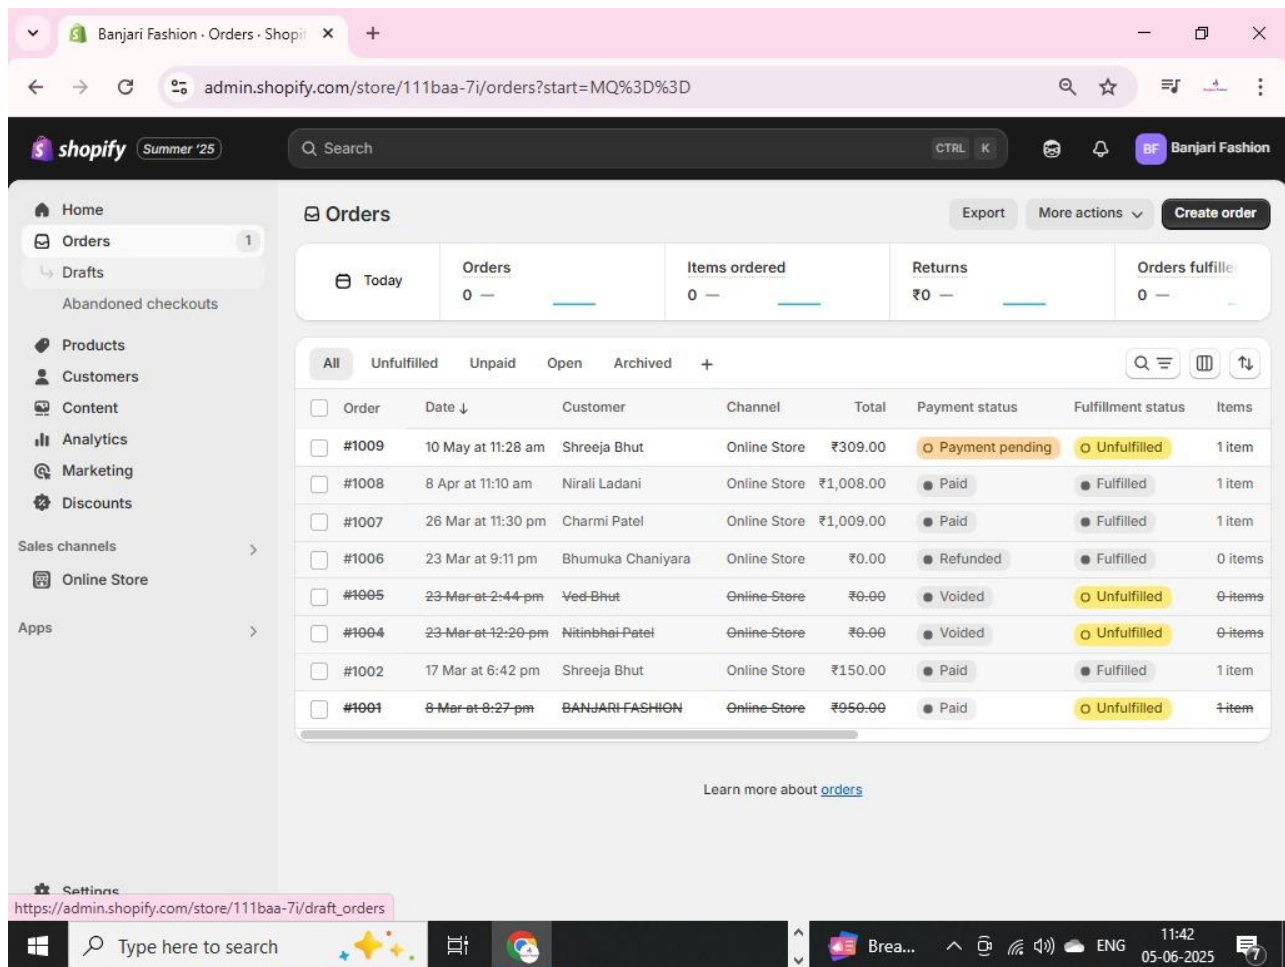 Banjari Fashion · Orders · Shopi
admin.shopify.com/store/111baa-7i/orders?start=MQ%3D%3D
shopify Summer '25 Search CTRL K BF Banjari Fashion
Home
Orders 1
Drafts
Abandoned checkouts
Products
Customers
Content
Analytics
Marketing
Discounts
Sales channels
Online Store
Apps
Settings
Orders Export More actions Create order
Today
Orders
0 —
Items ordered
0 —
Returns
₹0 —
Orders fulfille
0 —
All Unfulfilled Unpaid Open Archived +
Order Date ↓ Customer Channel Total Payment status Fulfillment status Items
#1009 10 May at 11:28 am Shreeja Bhut Online Store ₹309.00 Payment pending Unfulfilled 1 item
#1008 8 Apr at 11:10 am Nirali Ladani Online Store ₹1,008.00 Paid Fulfilled 1 item
#1007 26 Mar at 11:30 pm Charmi Patel Online Store ₹1,009.00 Paid Fulfilled 1 item
#1006 23 Mar at 9:11 pm Bhumuka Chaniyara Online Store ₹0.00 Refunded Fulfilled 0 items
#1005 23 Mar at 2:44 pm Ved Bhut Online Store ₹0.00 Voided Unfulfilled 0 items
#1004 23 Mar at 12:20 pm Nitinbhai Patel Online Store ₹0.00 Voided Unfulfilled 0 items
#1002 17 Mar at 6:42 pm Shreeja Bhut Online Store ₹150.00 Paid Fulfilled 1 item
#1001 8 Mar at 8:27 pm BANJARI FASHION Online Store ₹950.00 Paid Unfulfilled 1 item
Learn more about orders
https://admin.shopify.com/store/111baa-7i/draft_orders
Type here to search Brea... ENG 11:42
05-06-2025 7